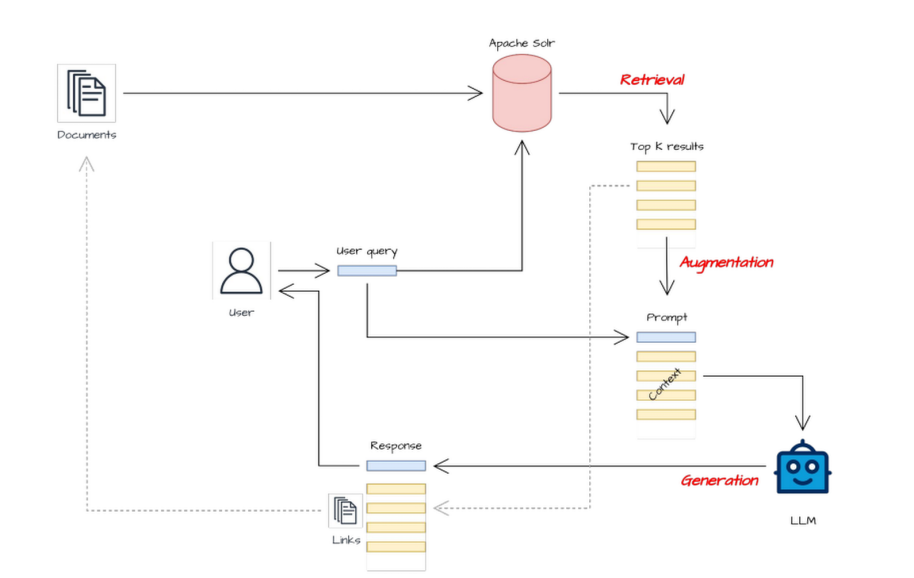 Apache Solr
Retrieval
Documents
Top K results
User query
Augmentation
User
Prompt
Context
Response
Generation
LLM
Links